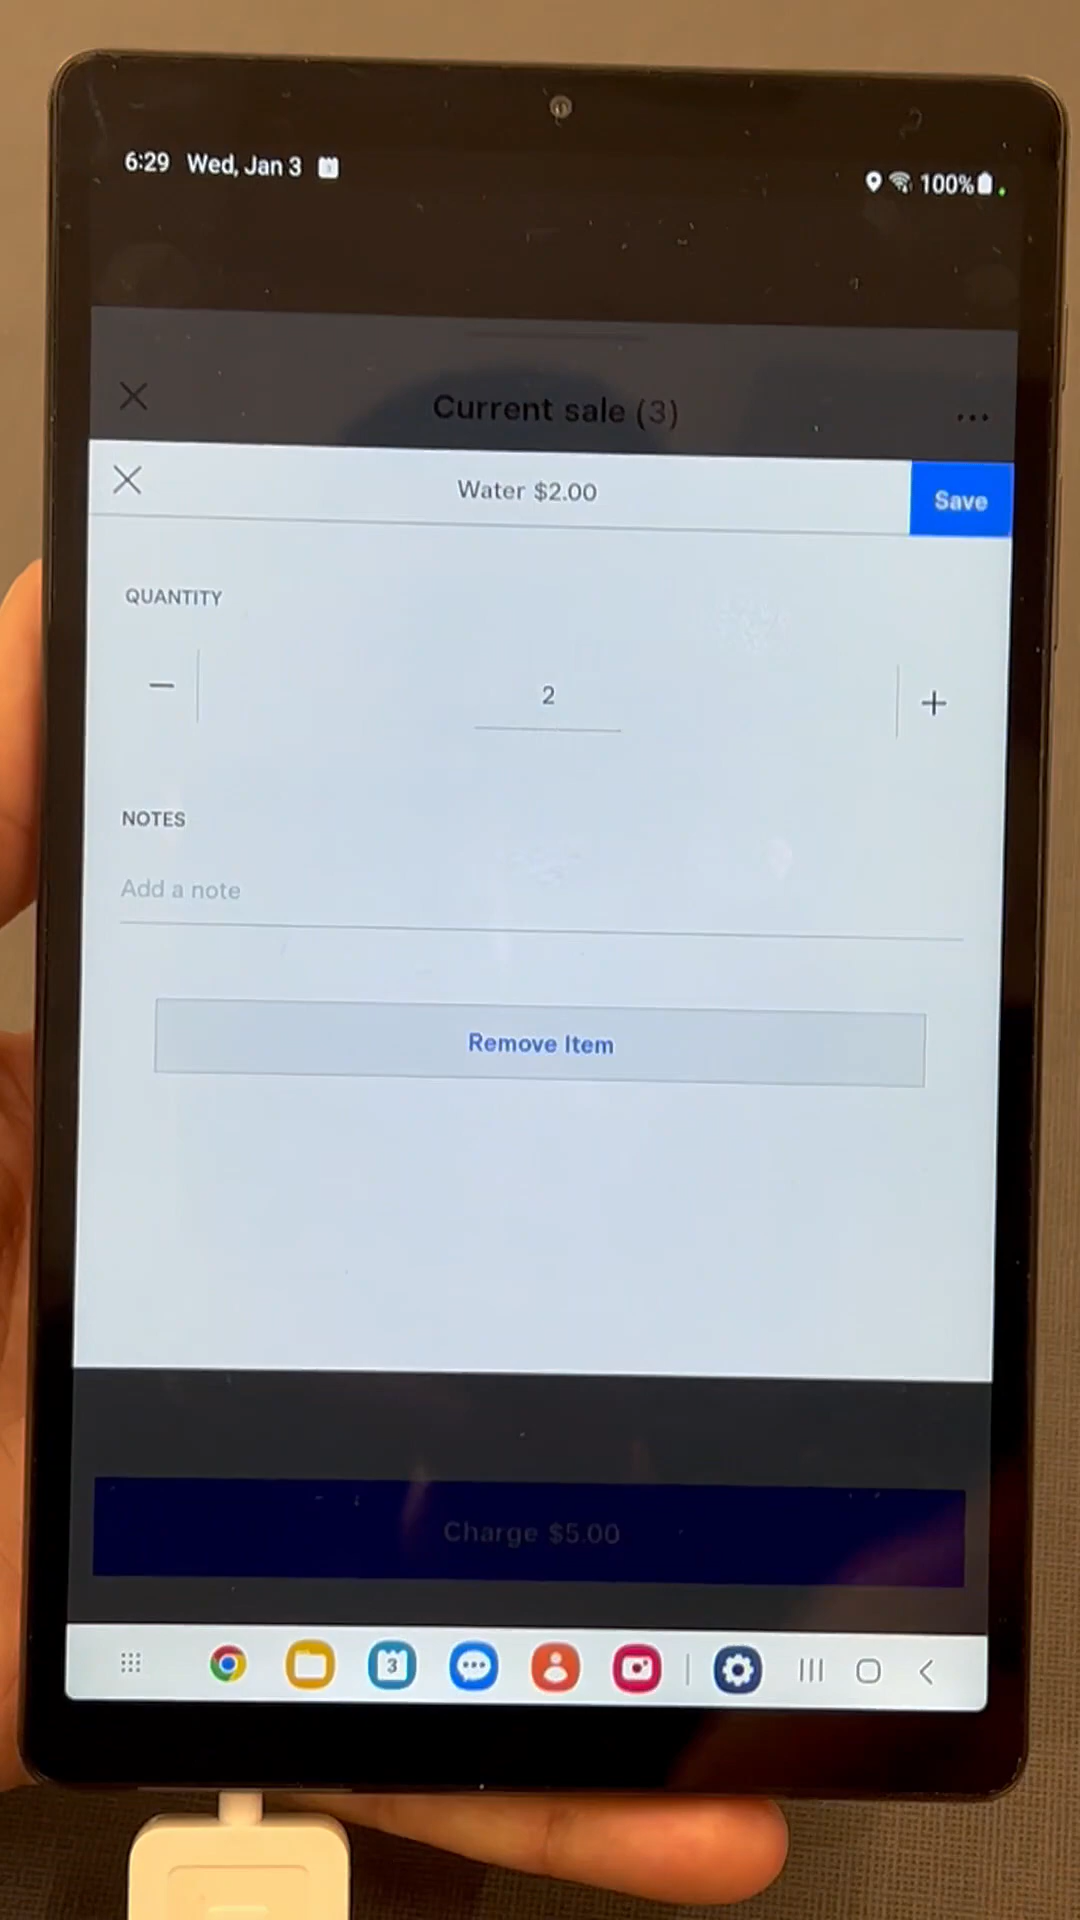 6:29 Wed, Jan 3
100%
Current sale (3)
Water $2.00
Save
QUANTITY
2
NOTES
Add a note
Remove Item
Charge $5.00
3